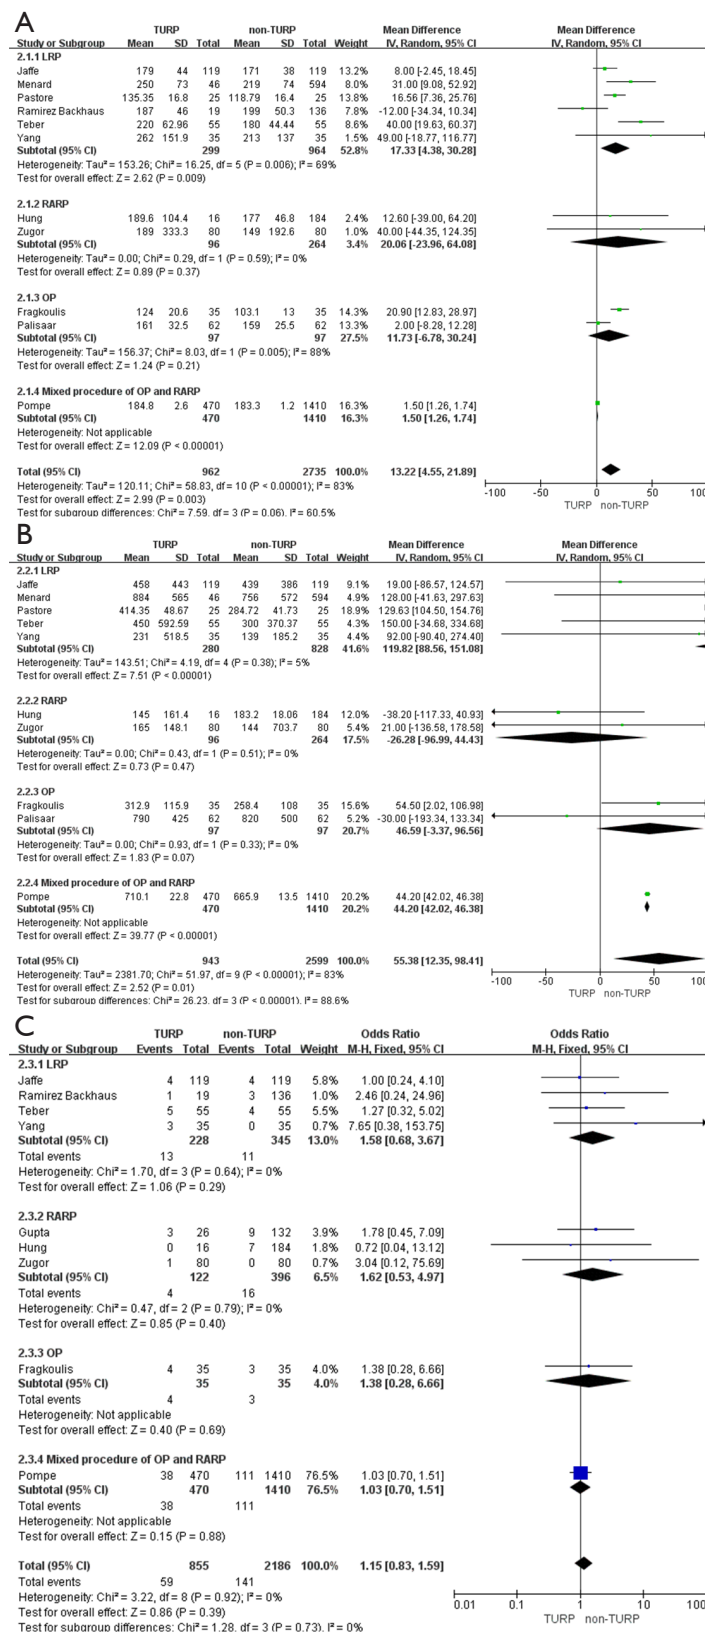 A
TURP non-TURP Mean Difference Mean Difference
Study or Subgroup Mean SD Total Mean SD Total Weight IV, Random, 95% CI IV, Random, 95% CI
2.1.1 LRP
Jaffe 179 44 119 171 38 119 13.2% 8.00 [-2.45, 18.45]
Menard 250 73 46 219 74 594 8.0% 31.00 [9.08, 52.92]
Pastore 135.35 16.8 25 118.79 16.4 25 13.8% 16.56 [7.36, 25.76]
Ramirez Backhaus 187 46 19 199 50.3 136 7.9% -12.00 [-34.34, 10.34]
Teber 220 62.96 55 180 44.44 55 8.6% 40.00 [19.63, 60.37]
Yang 262 151.9 35 213 137 35 1.5% 49.00 [-18.77, 116.77]
Subtotal (95% CI) 299 964 52.8% 17.33 [4.38, 30.28]
Heterogeneity: Tau² = 153.26; Chi² = 16.25, df = 5 (P = 0.006); I² = 69%
Test for overall effect: Z = 2.62 (P = 0.009)
2.1.2 RARP
Hung 189.6 104.4 16 177 46.8 184 2.4% 12.60 [-39.00, 64.20]
Zugor 189 333.3 80 149 192.6 80 1.0% 40.00 [-44.35, 124.35]
Subtotal (95% CI) 96 264 3.4% 20.06 [-23.96, 64.08]
Heterogeneity: Tau² = 0.00; Chi² = 0.29, df = 1 (P = 0.59); I² = 0%
Test for overall effect: Z = 0.89 (P = 0.37)
2.1.3 OP
Fragkoulis 124 20.6 35 103.1 13 35 14.3% 20.90 [12.83, 28.97]
Palisaar 161 32.5 62 159 25.5 62 13.3% 2.00 [-8.28, 12.28]
Subtotal (95% CI) 97 97 27.5% 11.73 [-6.78, 30.24]
Heterogeneity: Tau² = 156.37; Chi² = 8.03, df = 1 (P = 0.005); I² = 88%
Test for overall effect: Z = 1.24 (P = 0.21)
2.1.4 Mixed procedure of OP and RARP
Pompe 184.8 2.6 470 183.3 1.2 1410 16.3% 1.50 [1.26, 1.74]
Subtotal (95% CI) 470 1410 16.3% 1.50 [1.26, 1.74]
Heterogeneity: Not applicable
Test for overall effect: Z = 12.09 (P < 0.00001)
Total (95% CI) 962 2735 100.0% 13.22 [4.55, 21.89]
Heterogeneity: Tau² = 120.11; Chi² = 58.83, df = 10 (P < 0.00001); I² = 83%
Test for overall effect: Z = 2.99 (P = 0.003)
Test for subgroup differences: Chi² = 7.59, df = 3 (P = 0.06), I² = 60.5%
-100 -50 0 50 100
TURP non-TURP
B
TURP non-TURP Mean Difference Mean Difference
Study or Subgroup Mean SD Total Mean SD Total Weight IV, Random, 95% CI IV, Random, 95% CI
2.2.1 LRP
Jaffe 458 443 119 439 386 119 9.1% 19.00 [-86.57, 124.57]
Menard 884 565 46 756 572 594 4.9% 128.00 [-41.63, 297.63]
Pastore 414.35 48.67 25 284.72 41.73 25 18.9% 129.63 [104.50, 154.76]
Teber 450 592.59 55 300 370.37 55 4.5% 150.00 [-34.68, 334.68]
Yang 231 518.5 35 139 185.2 35 4.5% 92.00 [-90.40, 274.40]
Subtotal (95% CI) 280 828 41.6% 119.82 [88.56, 151.08]
Heterogeneity: Tau² = 143.51; Chi² = 4.19, df = 4 (P = 0.38); I² = 5%
Test for overall effect: Z = 7.51 (P < 0.00001)
2.2.2 RARP
Hung 145 161.4 16 183.2 18.06 184 12.0% -38.20 [-117.33, 40.93]
Zugor 165 148.1 80 144 703.7 80 5.4% 21.00 [-136.58, 178.58]
Subtotal (95% CI) 96 264 17.5% -26.28 [-96.99, 44.43]
Heterogeneity: Tau² = 0.00; Chi² = 0.43, df = 1 (P = 0.51); I² = 0%
Test for overall effect: Z = 0.73 (P = 0.47)
2.2.3 OP
Fragkoulis 312.9 115.9 35 258.4 108 35 15.6% 54.50 [2.02, 106.98]
Palisaar 790 425 62 820 500 62 5.2% -30.00 [-193.34, 133.34]
Subtotal (95% CI) 97 97 20.7% 46.59 [-3.37, 96.56]
Heterogeneity: Tau² = 0.00; Chi² = 0.93, df = 1 (P = 0.33); I² = 0%
Test for overall effect: Z = 1.83 (P = 0.07)
2.2.4 Mixed procedure of OP and RARP
Pompe 710.1 22.8 470 665.9 13.5 1410 20.2% 44.20 [42.02, 46.38]
Subtotal (95% CI) 470 1410 20.2% 44.20 [42.02, 46.38]
Heterogeneity: Not applicable
Test for overall effect: Z = 39.77 (P < 0.00001)
Total (95% CI) 943 2599 100.0% 55.38 [12.35, 98.41]
Heterogeneity: Tau² = 2381.70; Chi² = 51.97, df = 9 (P < 0.00001); I² = 83%
Test for overall effect: Z = 2.52 (P = 0.01)
Test for subgroup differences: Chi² = 26.23, df = 3 (P < 0.00001), I² = 88.6%
-100 -50 0 50 100
TURP non-TURP
C
TURP non-TURP Odds Ratio Odds Ratio
Study or Subgroup Events Total Events Total Weight M-H, Fixed, 95% CI M-H, Fixed, 95% CI
2.3.1 LRP
Jaffe 4 119 4 119 5.8% 1.00 [0.24, 4.10]
Ramirez Backhaus 1 19 3 136 1.0% 2.46 [0.24, 24.96]
Teber 5 55 4 55 5.5% 1.27 [0.32, 5.02]
Yang 3 35 0 35 0.7% 7.65 [0.38, 153.75]
Subtotal (95% CI) 228 345 13.0% 1.58 [0.68, 3.67]
Total events 13 11
Heterogeneity: Chi² = 1.70, df = 3 (P = 0.64); I² = 0%
Test for overall effect: Z = 1.06 (P = 0.29)
2.3.2 RARP
Gupta 3 26 9 132 3.9% 1.78 [0.45, 7.09]
Hung 0 16 7 184 1.8% 0.72 [0.04, 13.12]
Zugor 1 80 0 80 0.7% 3.04 [0.12, 75.69]
Subtotal (95% CI) 122 396 6.5% 1.62 [0.53, 4.97]
Total events 4 16
Heterogeneity: Chi² = 0.47, df = 2 (P = 0.79); I² = 0%
Test for overall effect: Z = 0.85 (P = 0.40)
2.3.3 OP
Fragkoulis 4 35 3 35 4.0% 1.38 [0.28, 6.66]
Subtotal (95% CI) 35 35 4.0% 1.38 [0.28, 6.66]
Total events 4 3
Heterogeneity: Not applicable
Test for overall effect: Z = 0.40 (P = 0.69)
2.3.4 Mixed procedure of OP and RARP
Pompe 38 470 111 1410 76.5% 1.03 [0.70, 1.51]
Subtotal (95% CI) 470 1410 76.5% 1.03 [0.70, 1.51]
Total events 38 111
Heterogeneity: Not applicable
Test for overall effect: Z = 0.15 (P = 0.88)
Total (95% CI) 855 2186 100.0% 1.15 [0.83, 1.59]
Total events 59 141
Heterogeneity: Chi² = 3.22, df = 8 (P = 0.92); I² = 0%
Test for overall effect: Z = 0.86 (P = 0.39)
Test for subgroup differences: Chi² = 1.28, df = 3 (P = 0.73), I² = 0%
0.01 0.1 1 10 100
TURP non-TURP